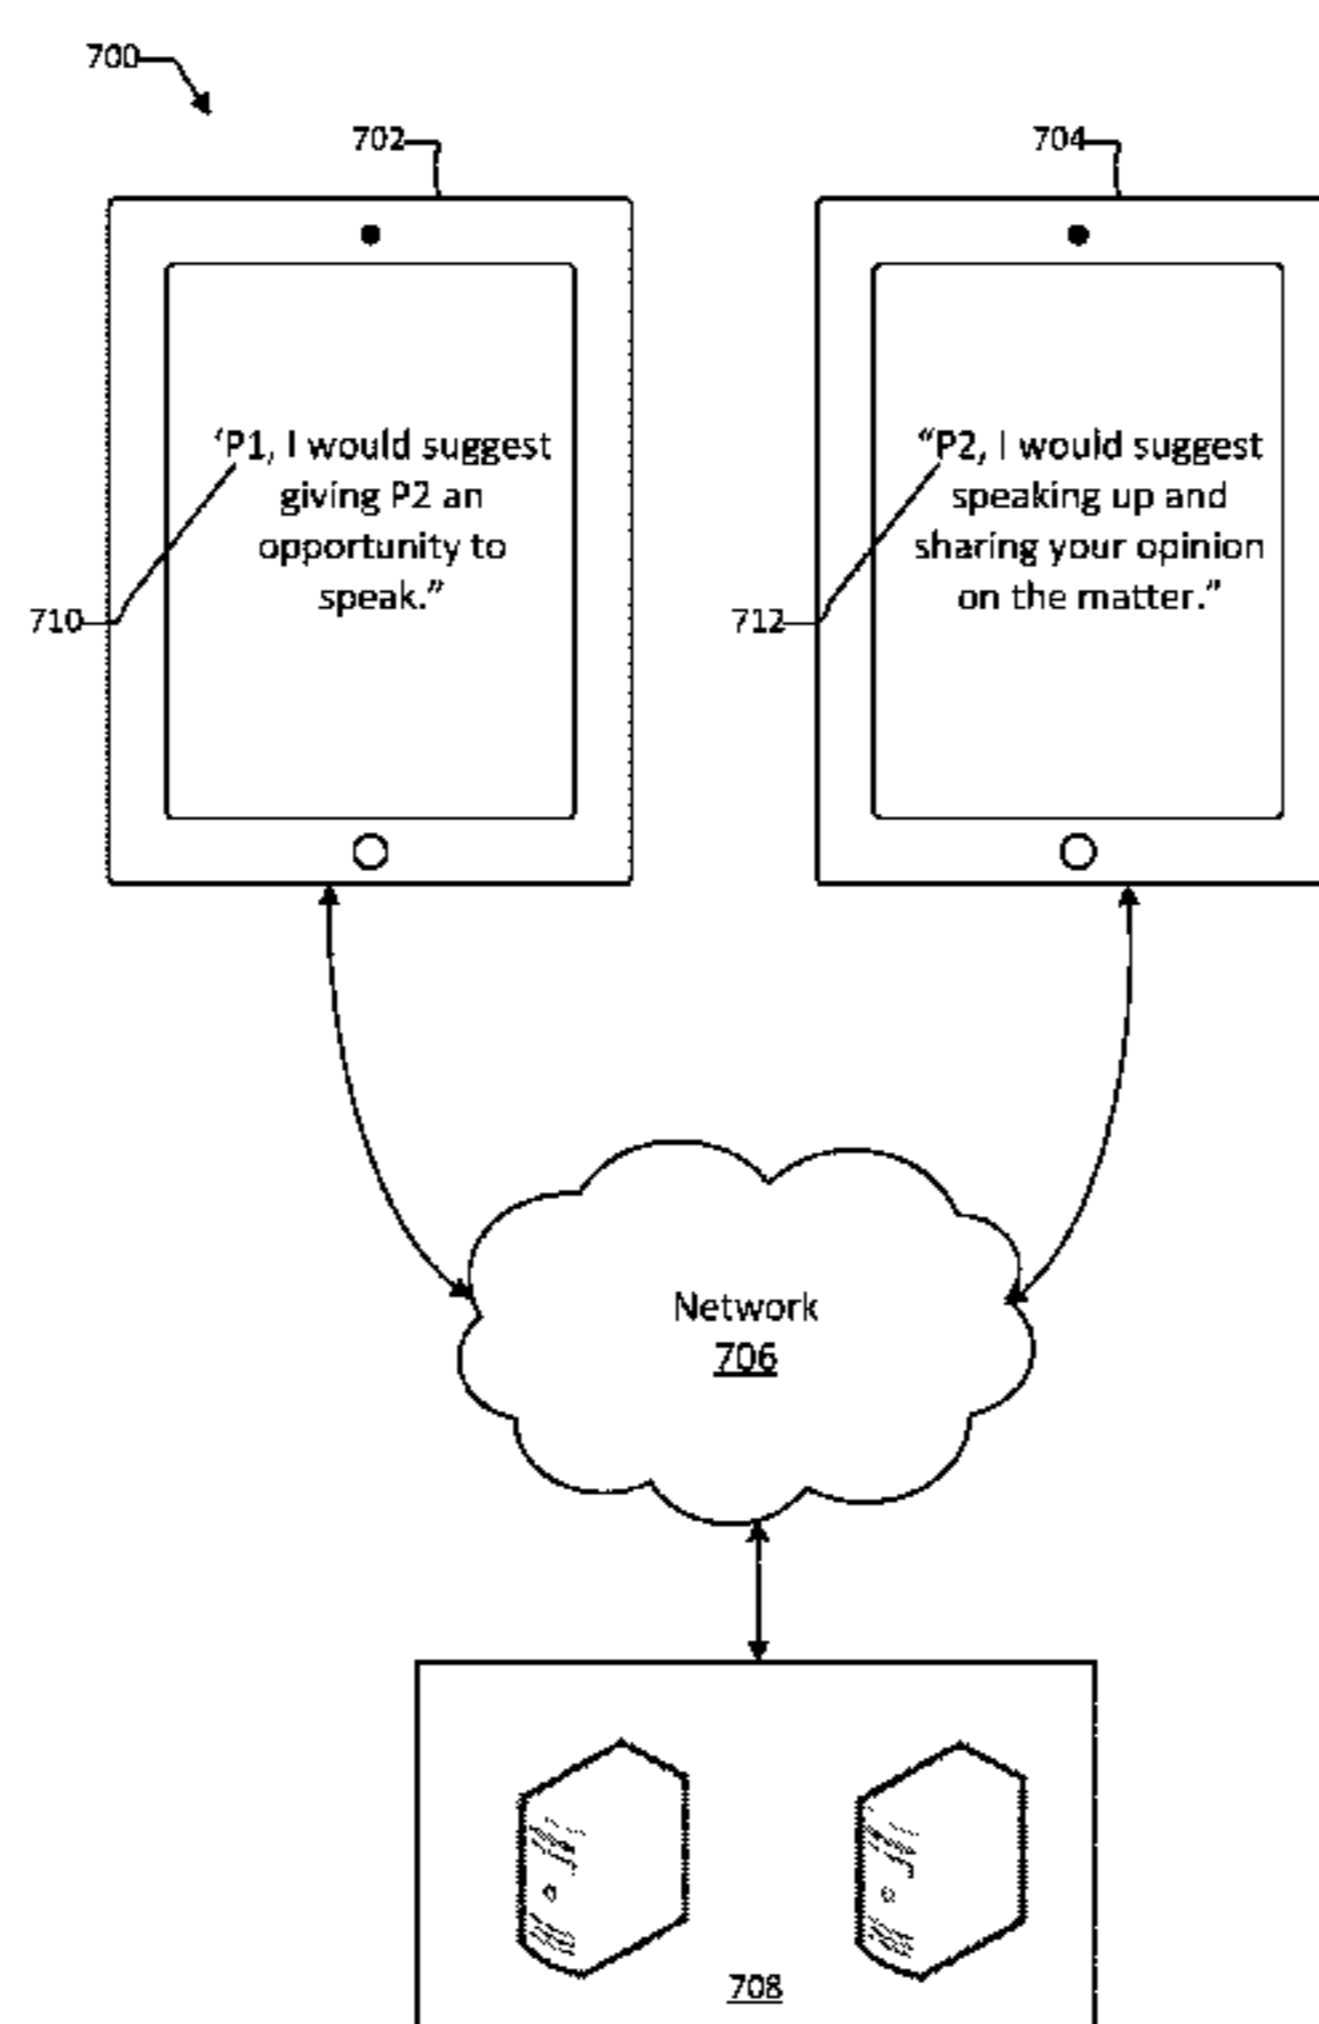 700
702
704
‘P1, I would suggest
giving P2 an
opportunity to
speak.”
710
“P2, I would suggest
speaking up and
sharing your opinion
on the matter.”
712
Network
706
708